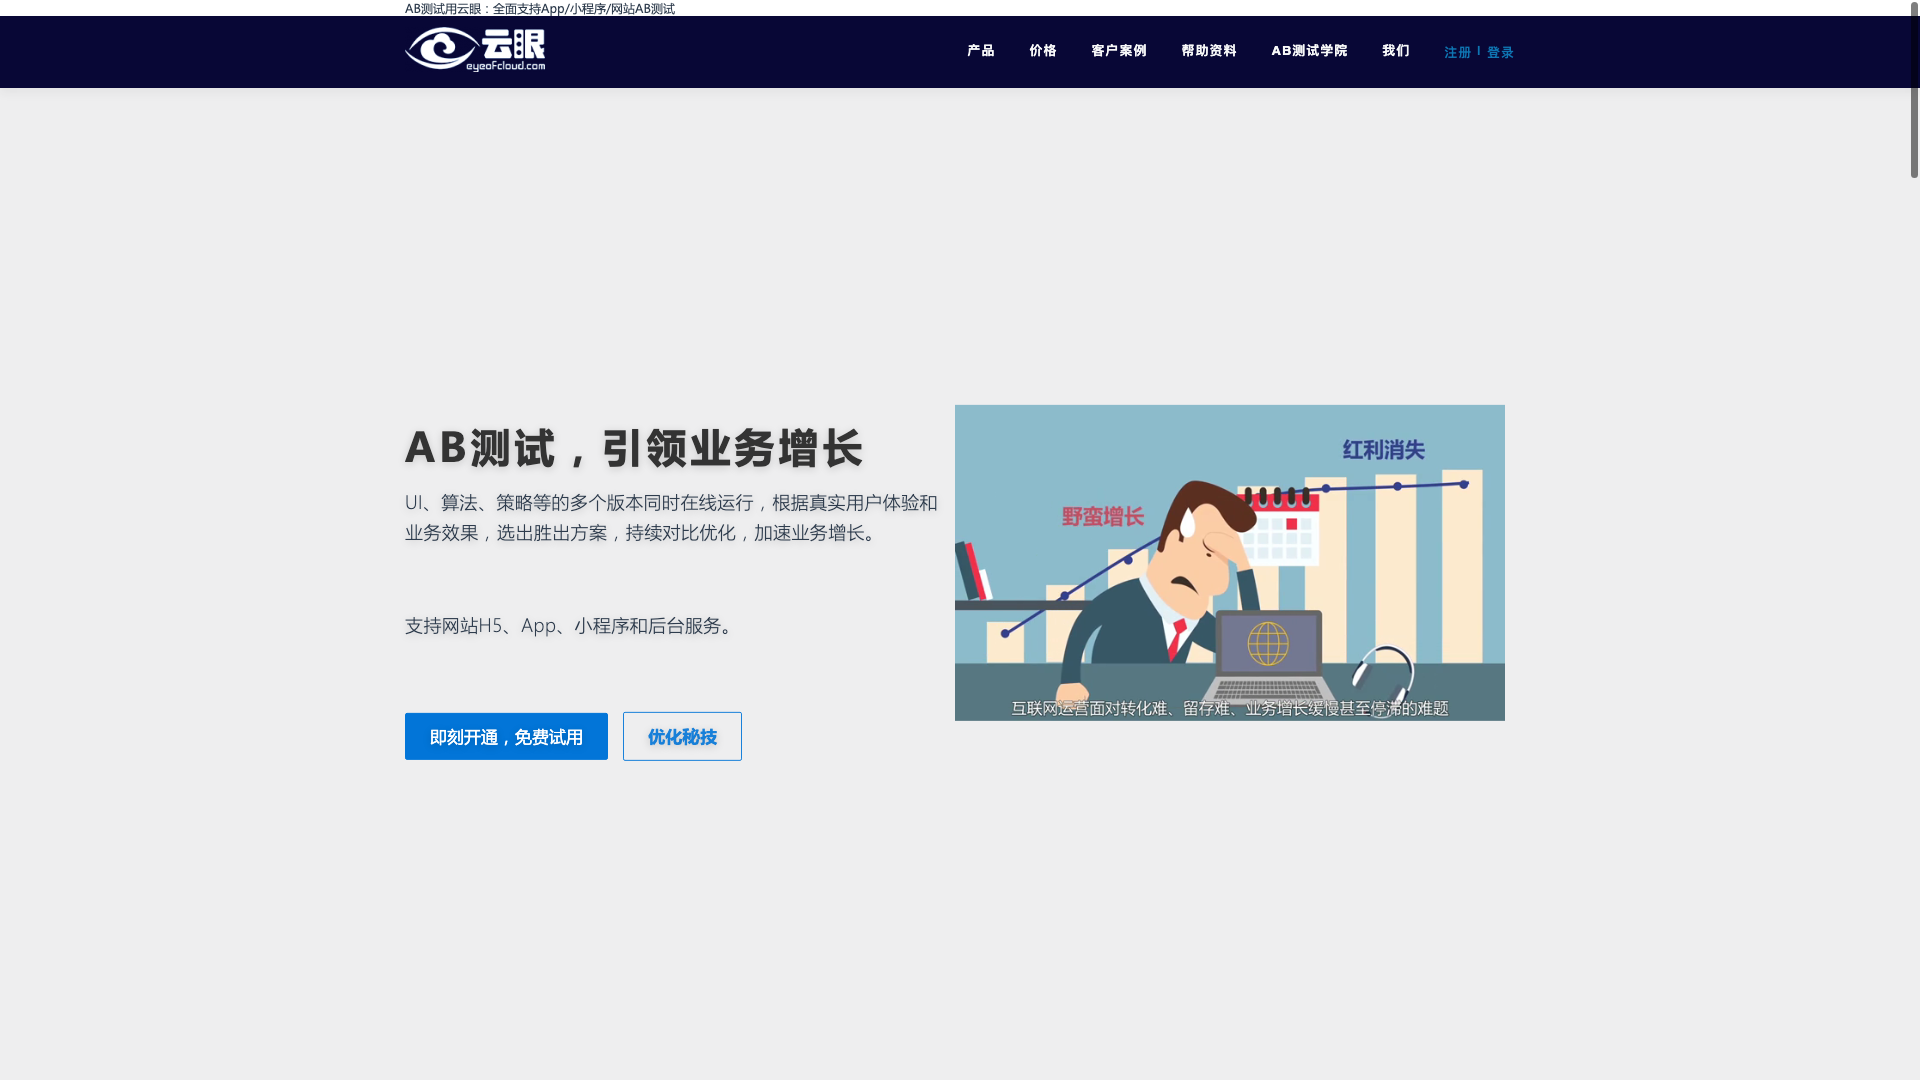 AB测试用云眼：全面支持App/小程序/网站AB测试
云眼
eyeofcloud.com
产品
价格
客户案例
帮助资料
AB测试学院
我们
注册 | 登录
AB测试，引领业务增长
UI、算法、策略等的多个版本同时在线运行，根据真实用户体验和
业务效果，选出胜出方案，持续对比优化，加速业务增长。
支持网站H5、App、小程序和后台服务。
即刻开通，免费试用
优化秘技
红利消失
野蛮增长
互联网运营面对转化难、留存难、业务增长缓慢甚至停滞的难题